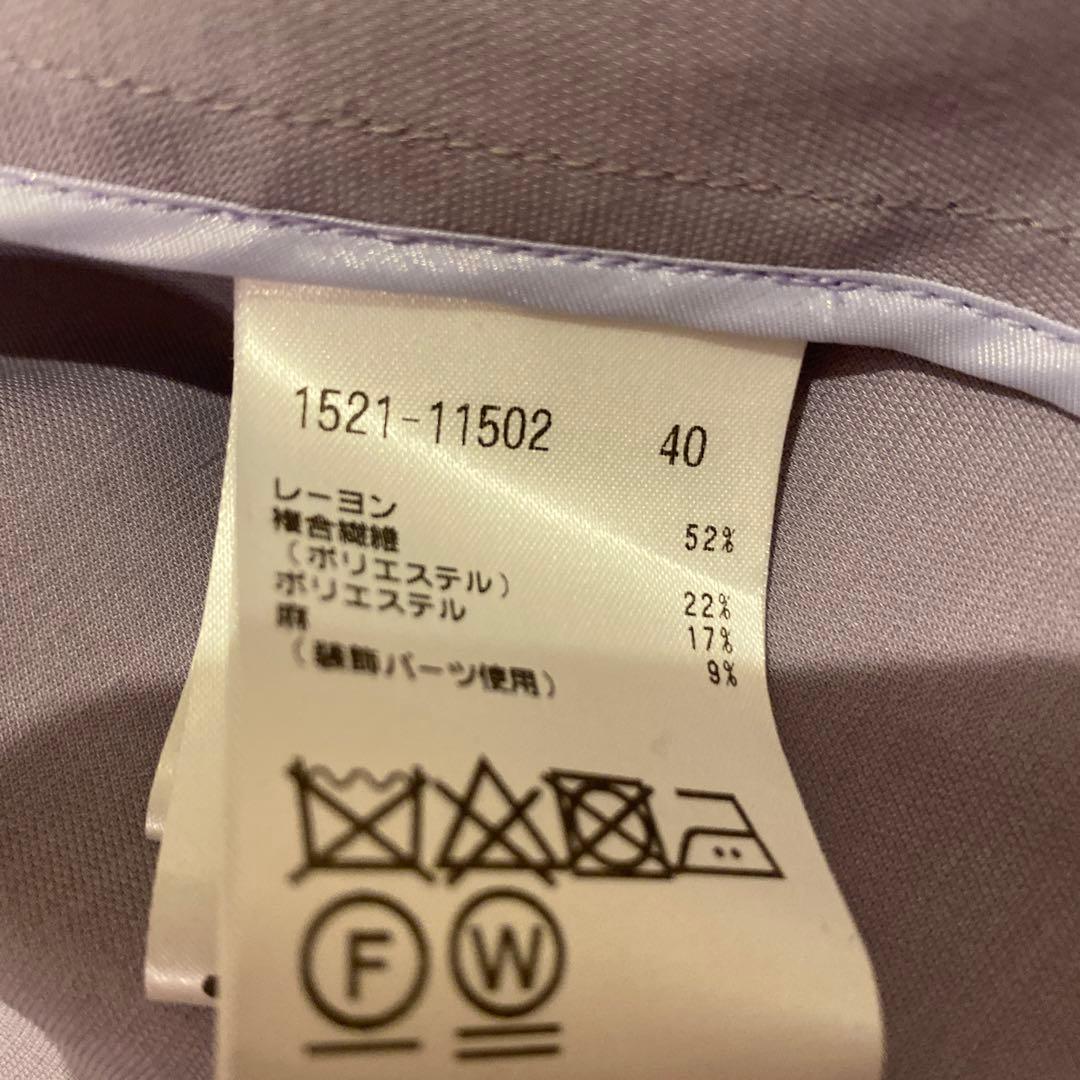 1521-11502 40
レーヨン 52%
複合繊維
(ポリエステル) 22%
ポリエステル 17%
麻 9%
(装飾パーツ使用)
F W